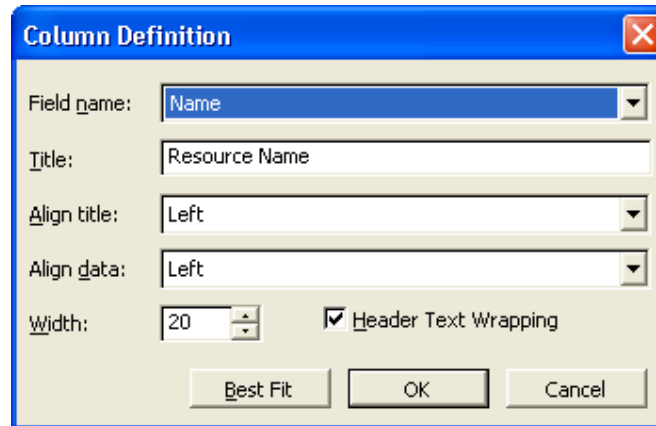 Column Definition
Field name: Name
Title: Resource Name
Align title: Left
Align data: Left
Width: 20 Header Text Wrapping
Best Fit OK Cancel